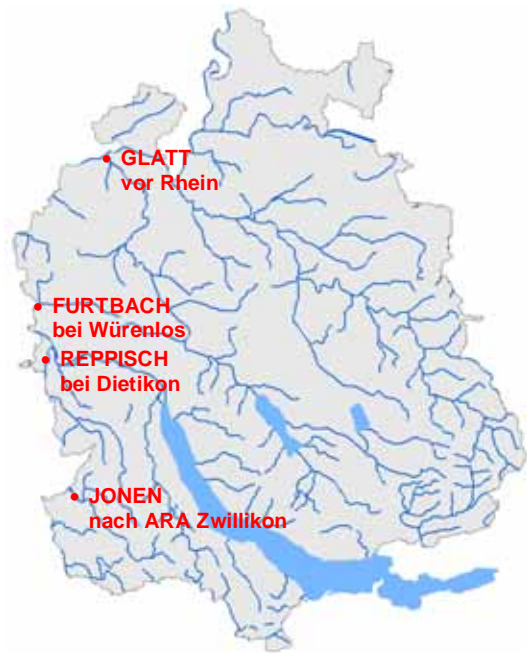 GLATT
vor Rhein
FURTBACH
bei Würenlos
REPPISCH
bei Dietikon
JONEN
nach ARA Zwillikon